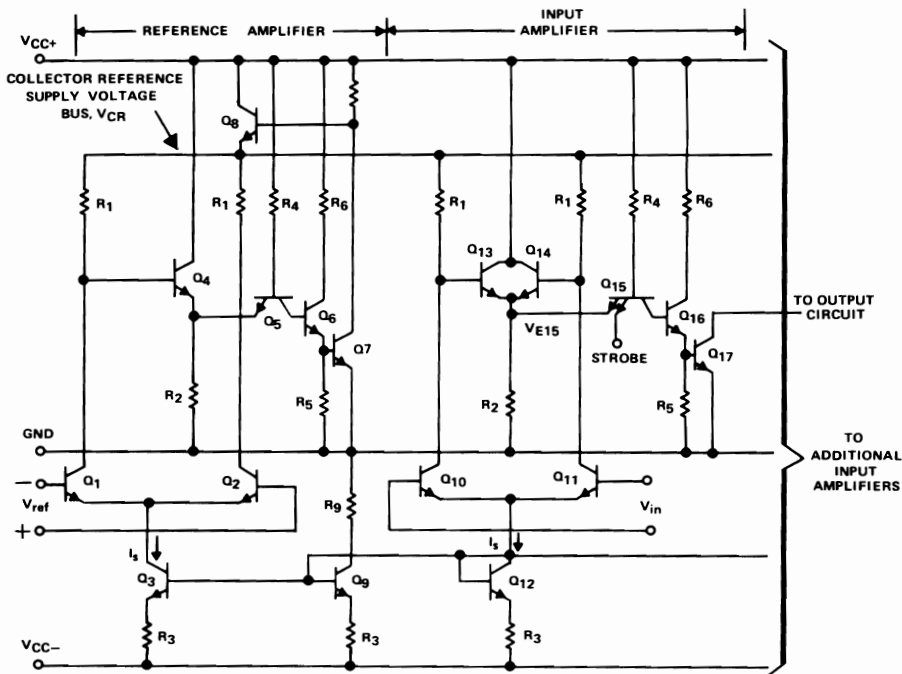 REFERENCE AMPLIFIER
INPUT
AMPLIFIER
VCC+
COLLECTOR REFERENCE
SUPPLY VOLTAGE
BUS, VCR
Q8
R1
R1
R4
R6
R1
R1
R4
R6
Q4
Q13
Q14
Q5
Q6
Q7
Q15
Q16
Q17
TO OUTPUT
CIRCUIT
VE15
STROBE
R2
R5
R2
R5
GND
TO
ADDITIONAL
INPUT
AMPLIFIERS
Q1
Q2
Q10
Q11
−
Vref
+
R9
Vin
Is
Is
Q3
Q9
Q12
R3
R3
R3
VCC−